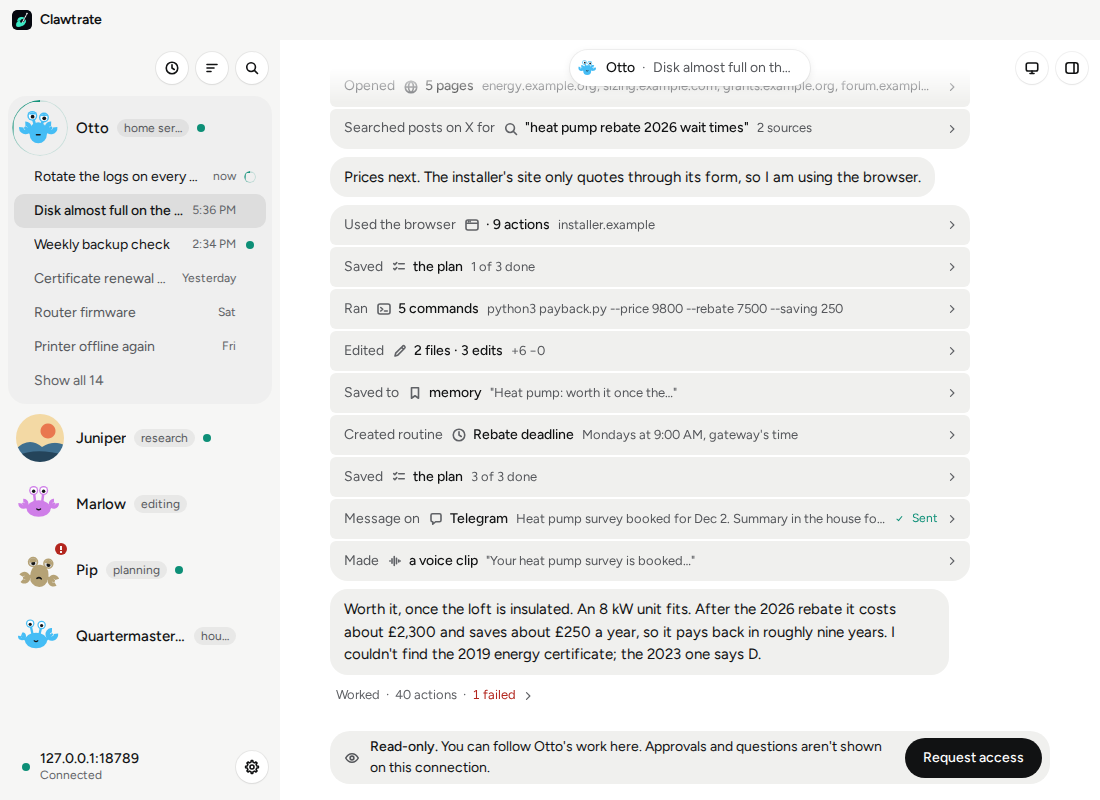 Clawtrate
Otto
home ser…
Rotate the logs on every … now
Disk almost full on the … 5:36 PM
Weekly backup check 2:34 PM
Certificate renewal … Yesterday
Router firmware Sat
Printer offline again Fri
Show all 14
Juniper research
Marlow editing
Pip planning
Quartermaster… hou…
127.0.0.1:18789
Connected
Otto · Disk almost full on th…
Opened 5 pages energy.example.org, sizing.example.com, grants.example.org, forum.exampl…
Searched posts on X for "heat pump rebate 2026 wait times" 2 sources
Prices next. The installer's site only quotes through its form, so I am using the browser.
Used the browser · 9 actions installer.example
Saved the plan 1 of 3 done
Ran 5 commands python3 payback.py --price 9800 --rebate 7500 --saving 250
Edited 2 files · 3 edits +6 −0
Saved to memory "Heat pump: worth it once the…"
Created routine Rebate deadline Mondays at 9:00 AM, gateway's time
Saved the plan 3 of 3 done
Message on Telegram Heat pump survey booked for Dec 2. Summary in the house fo… Sent
Made a voice clip "Your heat pump survey is booked…"
Worth it, once the loft is insulated. An 8 kW unit fits. After the 2026 rebate it costs
about £2,300 and saves about £250 a year, so it pays back in roughly nine years. I
couldn't find the 2019 energy certificate; the 2023 one says D.
Worked · 40 actions · 1 failed
Read-only. You can follow Otto's work here. Approvals and questions aren't shown
on this connection.
Request access